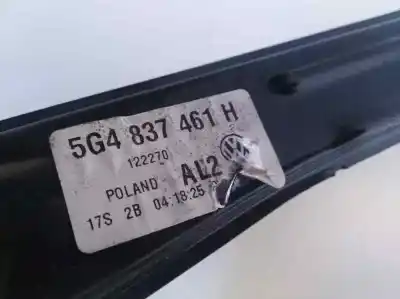 5G4 837 461 H
122270
POLAND AL2
17S 2B 04:18:25